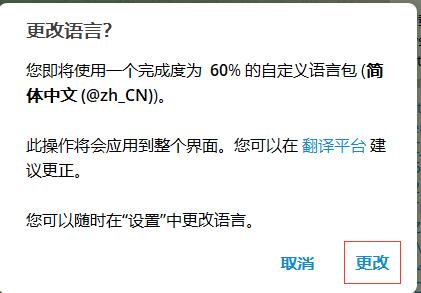 更改语言?
您即将使用一个完成度为 60% 的自定义语言包 (简
体中文 (@zh_CN))。
此操作将会应用到整个界面。您可以在 翻译平台 建
议更正。
您可以随时在“设置”中更改语言。
取消 更改